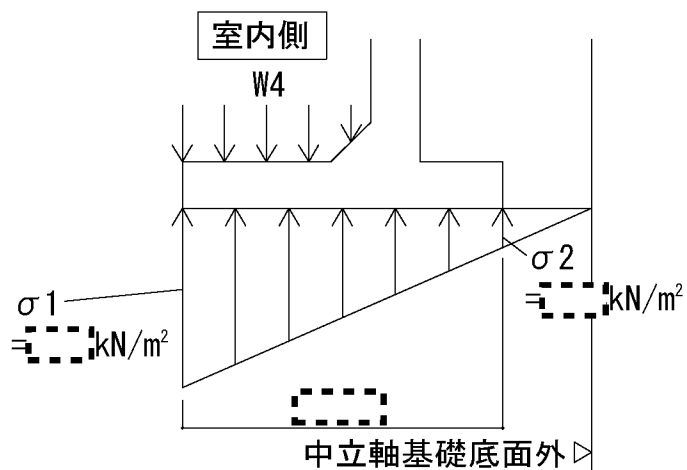 室内側
W4
σ1
= kN/m²
σ2
= kN/m²
中立軸基礎底面外